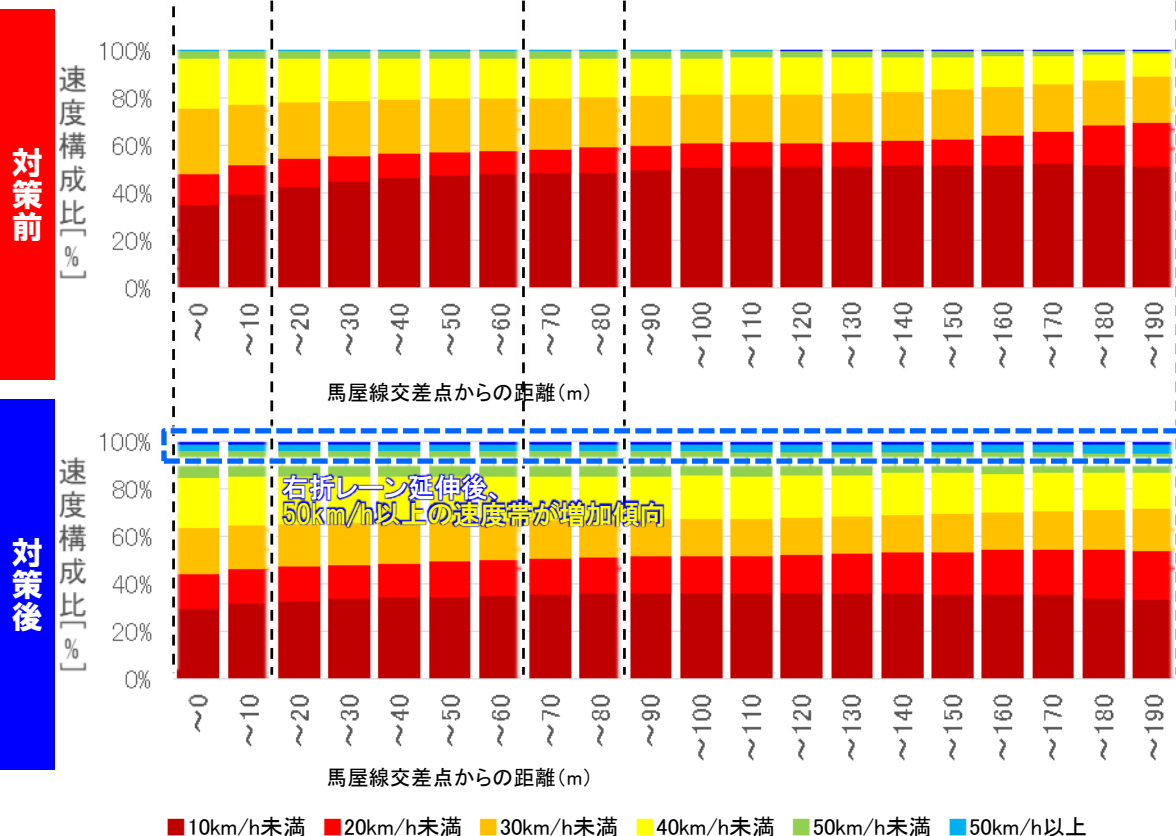 対策前
速度構成比[%]
100%
80%
60%
40%
20%
0%
～0 ～10 ～20 ～30 ～40 ～50 ～60 ～70 ～80 ～90 ～100 ～110 ～120 ～130 ～140 ～150 ～160 ～170 ～180 ～190
馬屋線交差点からの距離(m)
対策後
速度構成比[%]
100%
80%
60%
40%
20%
0%
右折レーン延伸後、
50km/h以上の速度帯が増加傾向
～0 ～10 ～20 ～30 ～40 ～50 ～60 ～70 ～80 ～90 ～100 ～110 ～120 ～130 ～140 ～150 ～160 ～170 ～180 ～190
馬屋線交差点からの距離(m)
10km/h未満 20km/h未満 30km/h未満 40km/h未満 50km/h未満 50km/h以上